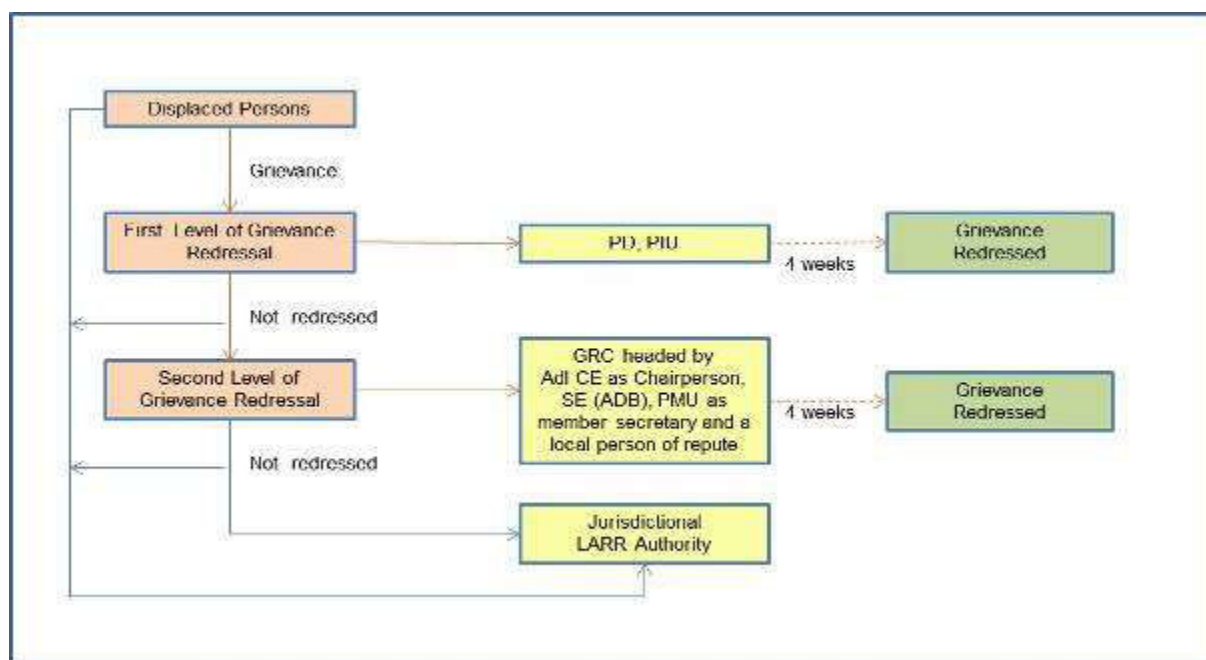 Displaced Persons
Grievance
First Level of Grievance
Redressal
PD, PIU
4 weeks
Grievance
Redressed
Not redressed
Second Level of
Grievance Redressal
GRC headed by
Adl CE as Chairperson,
SE (ADB), PMU as
member secretary and a
local person of repute
4 weeks
Grievance
Redressed
Not redressed
Jurisdictional
LARR Authority